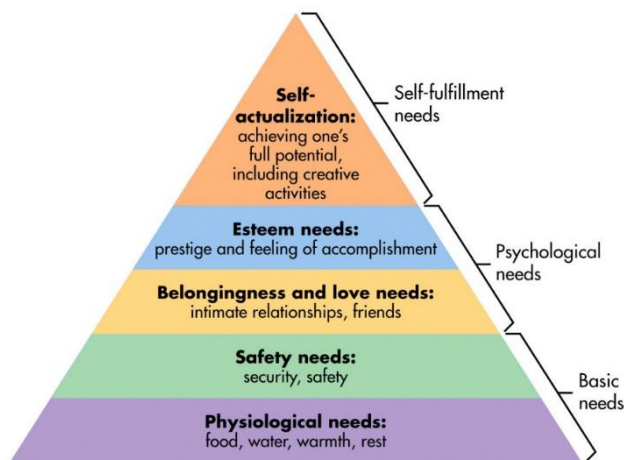 Self-
actualization:
achieving one's
full potential,
including creative
activities
Self-fulfillment
needs
Esteem needs:
prestige and feeling of accomplishment
Psychological
needs
Belongingness and love needs:
intimate relationships, friends
Safety needs:
security, safety
Basic
needs
Physiological needs:
food, water, warmth, rest